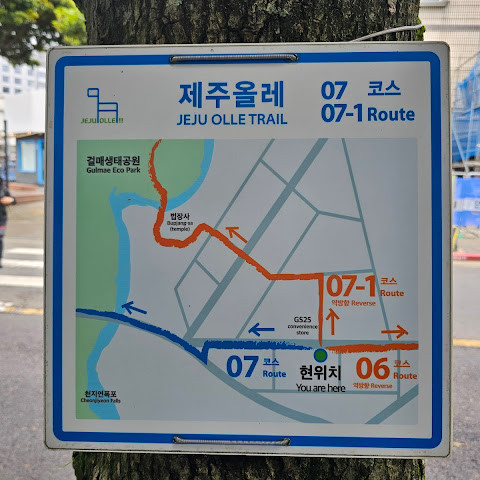 JEJU OLLE
제주올레
JEJU OLLE TRAIL
07 코스
07-1 Route
걸매생태공원
Gulmae Eco Park
법장사
Buojang-sa
(temple)
07-1 코스
Route
역방향 Reverse
GS25
convenience
store
07 코스
Route
현위치
You are here
06 코스
Route
역방향 Reverse
천지연폭포
Cheonjiyeon Falls